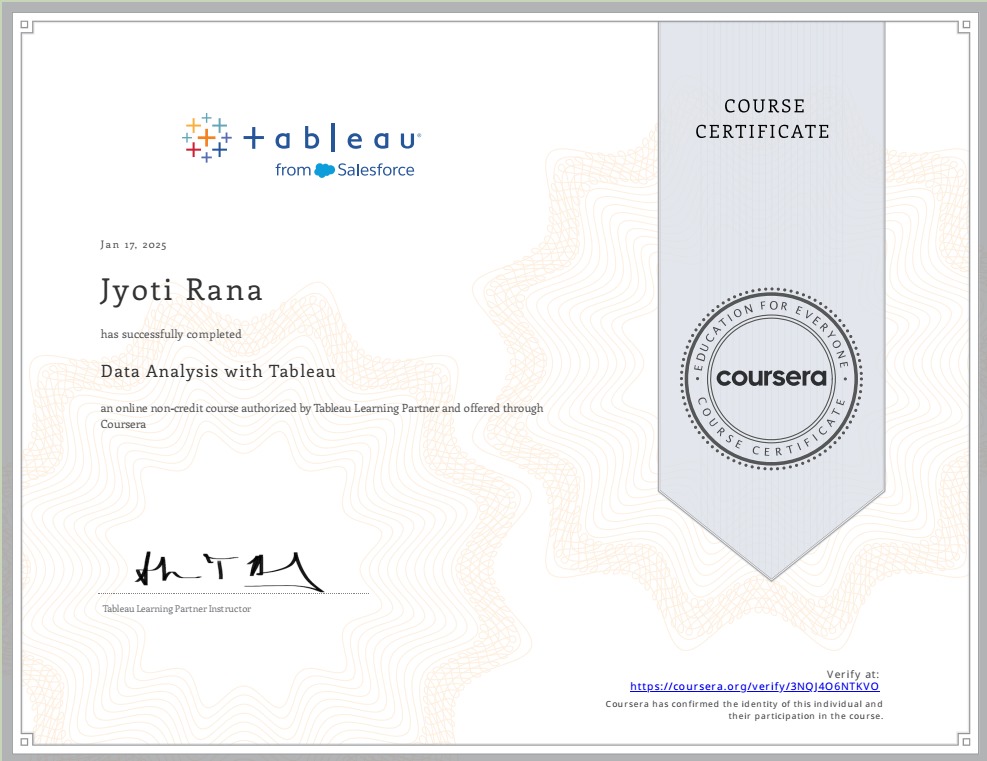 COURSE
CERTIFICATE
+ableau®
from Salesforce
Jan 17, 2025
Jyoti Rana
has successfully completed
Data Analysis with Tableau
an online non-credit course authorized by Tableau Learning Partner and offered through
Coursera
EDUCATION FOR EVERYONE
coursera
COURSE CERTIFICATE
Tableau Learning Partner Instructor
Verify at:
https://coursera.org/verify/3NQJ4O6NTKVO
Coursera has confirmed the identity of this individual and
their participation in the course.